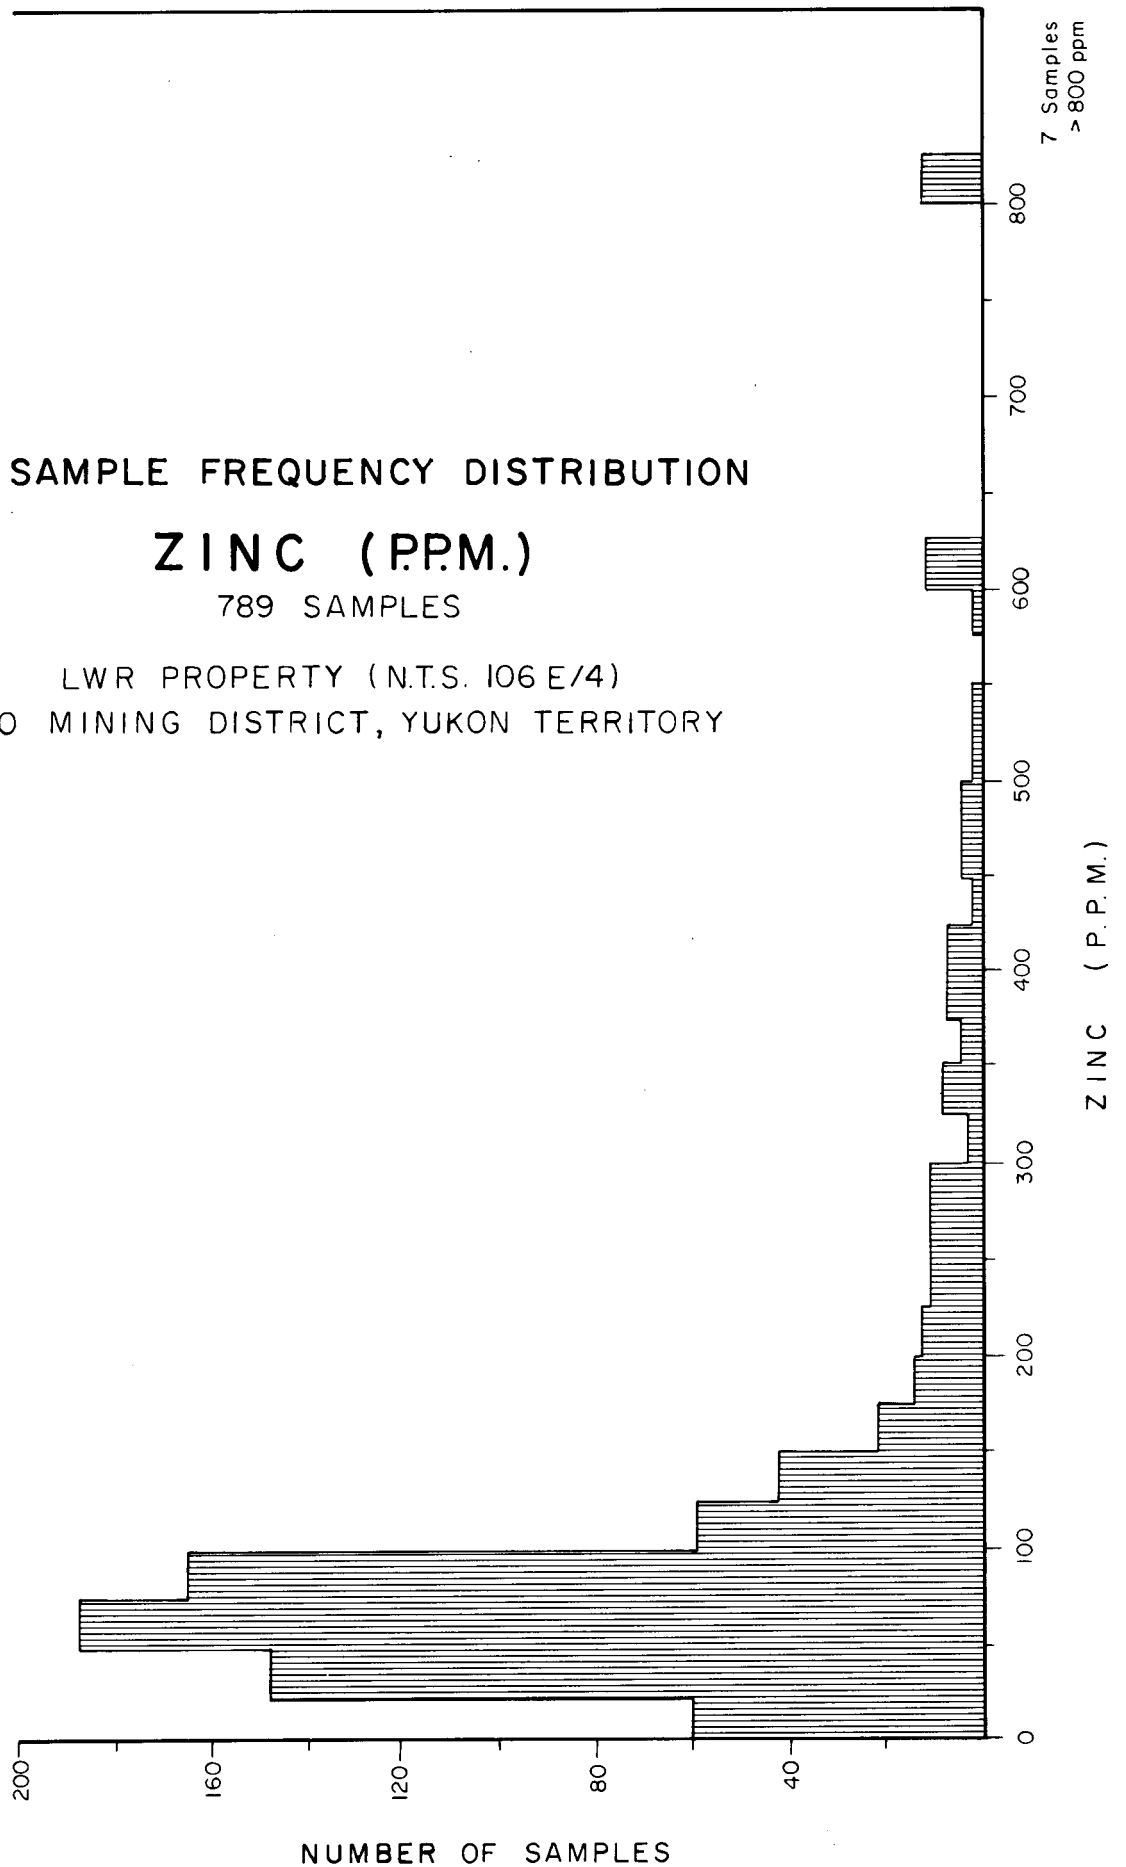 7 Samples
> 800 ppm
SAMPLE FREQUENCY DISTRIBUTION
ZINC (P.P.M.)
789 SAMPLES
LWR PROPERTY (N.T.S. 106 E/4)
O MINING DISTRICT, YUKON TERRITORY
800
700
600
500
400
300
200
100
0
ZINC (P.P.M.)
200
160
120
80
40
NUMBER OF SAMPLES